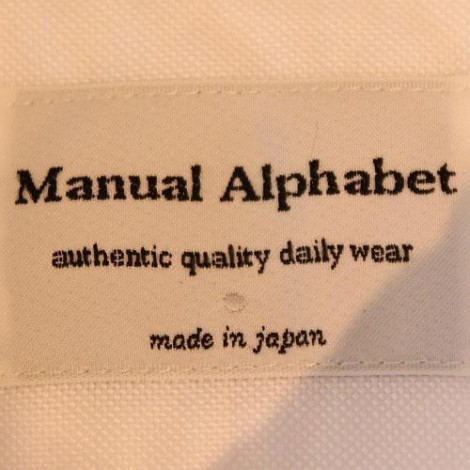 Manual Alphabet
authentic quality daily wear
made in japan